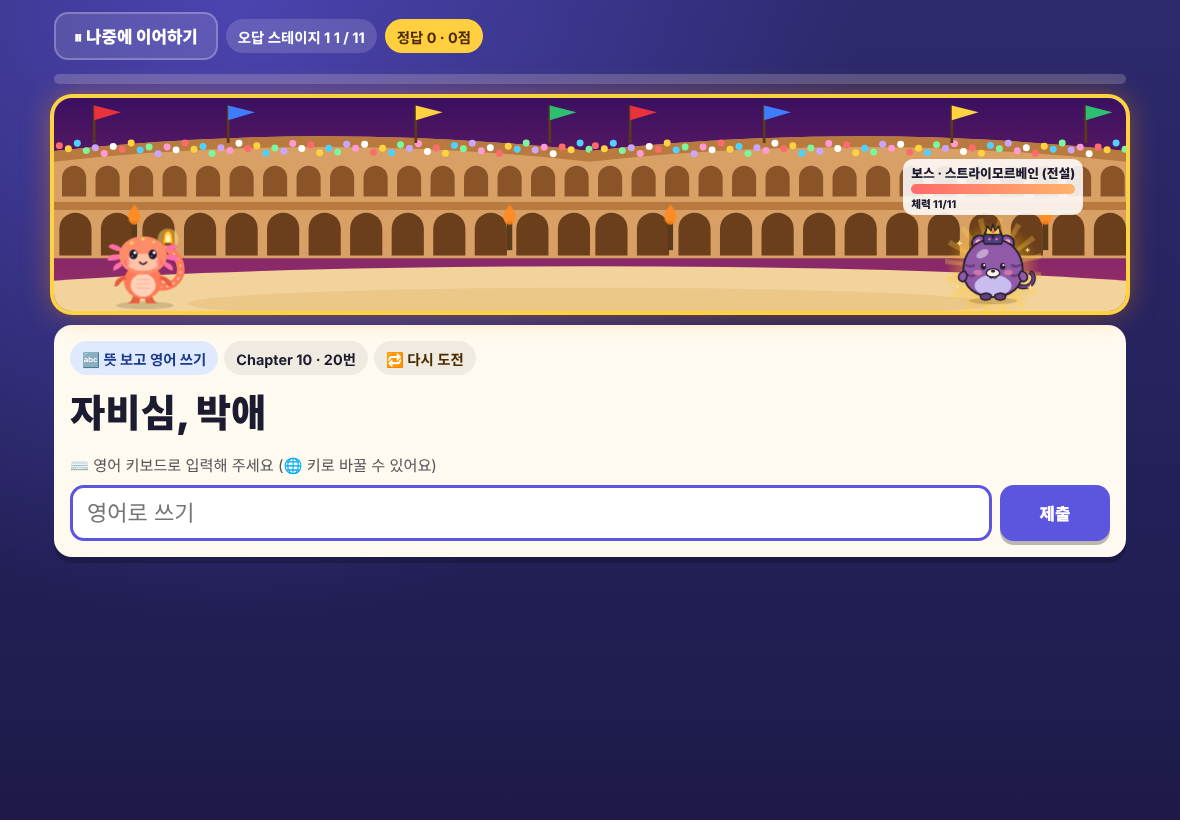 ⏸ 나중에 이어하기
오답 스테이지 1 1 / 11
정답 0 · 0점
보스 · 스트라이모르베인 (전설)
체력 11/11
🔤 뜻 보고 영어 쓰기
Chapter 10 · 20번
🔁 다시 도전
자비심, 박애
⌨️ 영어 키보드로 입력해 주세요 (🌐 키로 바꿀 수 있어요)
영어로 쓰기
제출